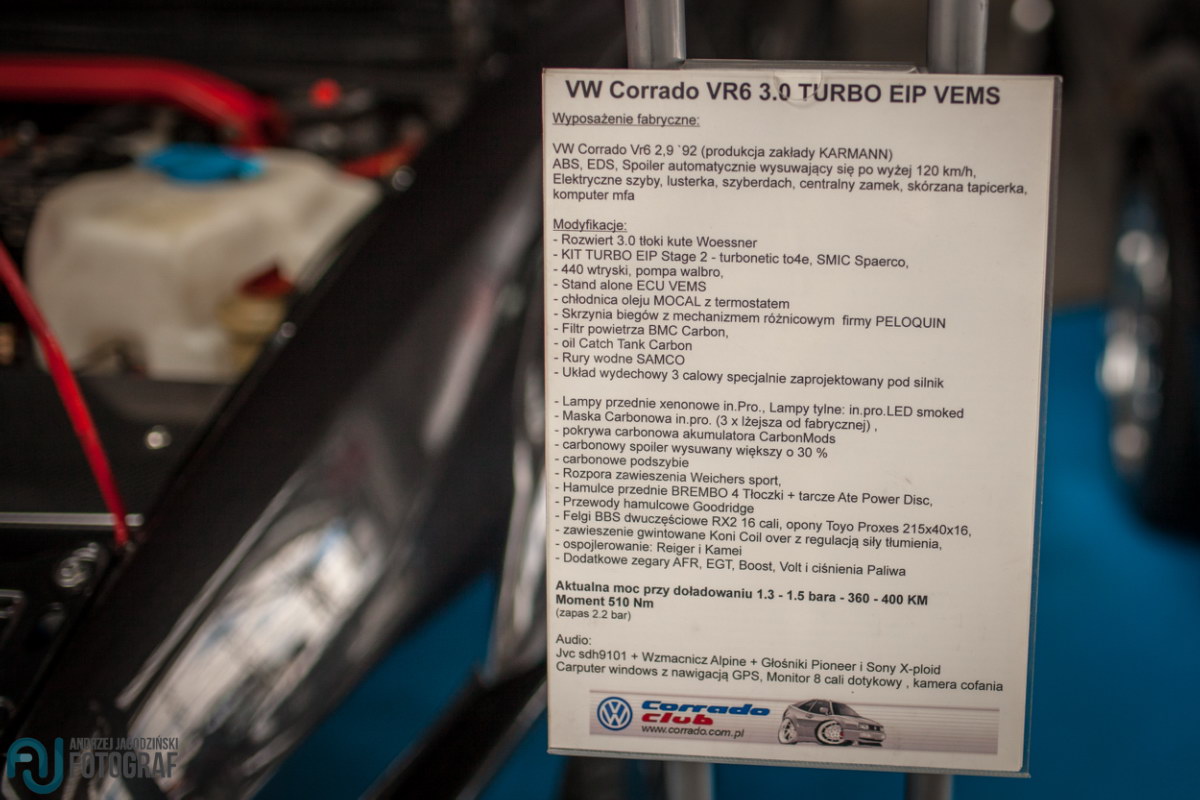 VW Corrado VR6 3.0 TURBO EIP VEMS
Wyposażenie fabryczne:
VW Corrado Vr6 2,9 `92 (produkcja zakłady KARMANN)
ABS, EDS, Spoiler automatycznie wysuwający się po wyżej 120 km/h,
Elektryczne szyby, lusterka, szyberdach, centralny zamek, skórzana tapicerka,
komputer mfa
Modyfikacje:
- Rozwiert 3.0 tłoki kute Woessner
- KIT TURBO EIP Stage 2 - turbonetic to4e, SMIC Spaerco,
- 440 wtryski, pompa walbro,
- Stand alone ECU VEMS
- chłodnica oleju MOCAL z termostatem
- Skrzynia biegów z mechanizmem różnicowym firmy PELOQUIN
- Filtr powietrza BMC Carbon,
- oil Catch Tank Carbon
- Rury wodne SAMCO
- Układ wydechowy 3 calowy specjalnie zaprojektowany pod silnik
- Lampy przednie xenonowe in.Pro., Lampy tylne: in.pro.LED smoked
- Maska Carbonowa in.pro. (3 x lżejsza od fabrycznej) ,
- pokrywa carbonowa akumulatora CarbonMods
- carbonowy spoiler wysuwany większy o 30 %
- carbonowe podszybie
- Rozpora zawieszenia Weichers sport,
- Hamulce przednie BREMBO 4 Tłoczki + tarcze Ate Power Disc,
- Przewody hamulcowe Goodridge
- Felgi BBS dwuczęściowe RX2 16 cali, opony Toyo Proxes 215x40x16,
- zawieszenie gwintowane Koni Coil over z regulacją siły tłumienia,
- ospojlerowanie: Reiger i Kamei
- Dodatkowe zegary AFR, EGT, Boost, Volt i ciśnienia Paliwa
Aktualna moc przy doładowaniu 1.3 - 1.5 bara - 360 - 400 KM
Moment 510 Nm
(zapas 2.2 bar)
Audio:
Jvc sdh9101 + Wzmacnicz Alpine + Głośniki Pioneer i Sony X-ploid
Carputer windows z nawigacją GPS, Monitor 8 cali dotykowy , kamera cofania
Corrado
Club
www.corrado.com.pl
ANDRZEJ JAGODZIŃSKI
FOTOGRAF